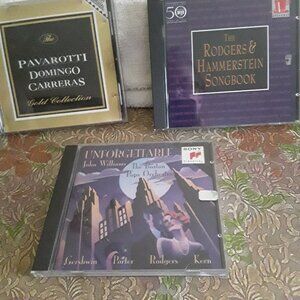 The
PAVAROTTI
DOMINGO
CARRERAS
Gold Collection
50
THE
RODGERS &
HAMMERSTEIN
SONGBOOK
UNFORGETTABLE
John Williams
The Boston
Pops Orchestra
SONY
Gershwin Porter Rodgers Kern